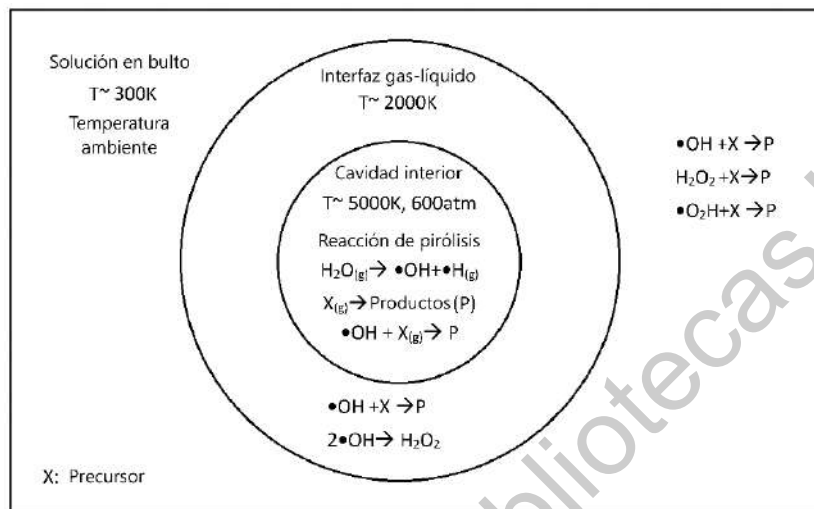 Solución en bulto
T~ 300K
Temperatura
ambiente
Interfaz gas-líquido
T~ 2000K
Cavidad interior
T~ 5000K, 600atm
Reacción de pirólisis
H₂O₍g₎→ •OH+•H₍g₎
X₍g₎→Productos (P)
•OH + X₍g₎→ P
•OH +X →P
2•OH→ H₂O₂
•OH +X →P
H₂O₂ +X→P
•O₂H+X →P
X: Precursor
bibliotecas